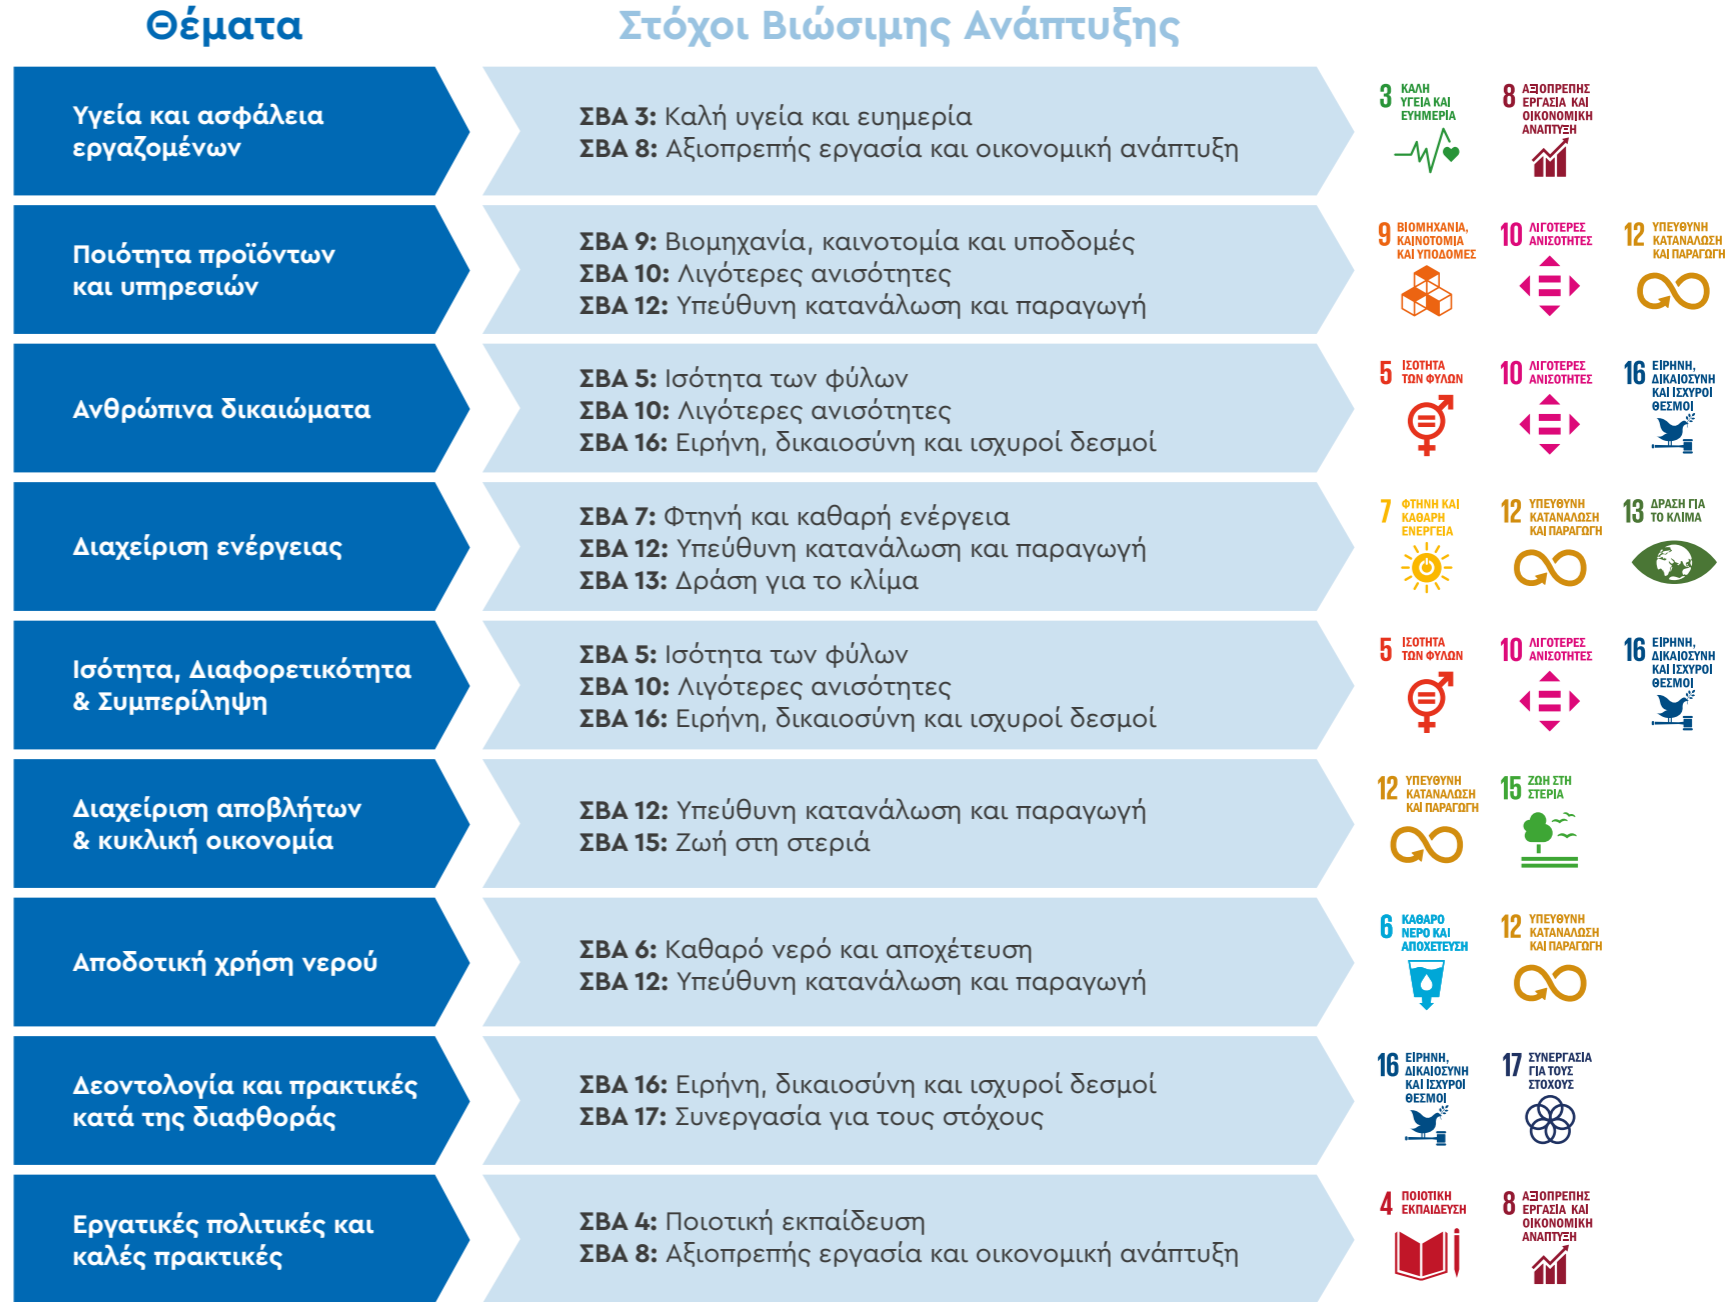 Θέματα
Στόχοι Βιώσιμης Ανάπτυξης
Υγεία και ασφάλεια
εργαζομένων
ΣΒΑ 3: Καλή υγεία και ευημερία
ΣΒΑ 8: Αξιοπρεπής εργασία και οικονομική ανάπτυξη
3 ΚΑΛΗ
ΥΓΕΙΑ ΚΑΙ
ΕΥΗΜΕΡΙΑ
8 ΑΞΙΟΠΡΕΠΗΣ
ΕΡΓΑΣΙΑ ΚΑΙ
ΟΙΚΟΝΟΜΙΚΗ
ΑΝΑΠΤΥΞΗ
Ποιότητα προϊόντων
και υπηρεσιών
ΣΒΑ 9: Βιομηχανία, καινοτομία και υποδομές
ΣΒΑ 10: Λιγότερες ανισότητες
ΣΒΑ 12: Υπεύθυνη κατανάλωση και παραγωγή
9 ΒΙΟΜΗΧΑΝΙΑ,
ΚΑΙΝΟΤΟΜΙΑ
ΚΑΙ ΥΠΟΔΟΜΕΣ
10 ΛΙΓΟΤΕΡΕΣ
ΑΝΙΣΟΤΗΤΕΣ
12 ΥΠΕΥΘΥΝΗ
ΚΑΤΑΝΑΛΩΣΗ
ΚΑΙ ΠΑΡΑΓΩΓΗ
Ανθρώπινα δικαιώματα
ΣΒΑ 5: Ισότητα των φύλων
ΣΒΑ 10: Λιγότερες ανισότητες
ΣΒΑ 16: Ειρήνη, δικαιοσύνη και ισχυροί δεσμοί
5 ΙΣΟΤΗΤΑ
ΤΩΝ ΦΥΛΩΝ
10 ΛΙΓΟΤΕΡΕΣ
ΑΝΙΣΟΤΗΤΕΣ
16 ΕΙΡΗΝΗ,
ΔΙΚΑΙΟΣΥΝΗ
ΚΑΙ ΙΣΧΥΡΟΙ
ΘΕΣΜΟΙ
Διαχείριση ενέργειας
ΣΒΑ 7: Φτηνή και καθαρή ενέργεια
ΣΒΑ 12: Υπεύθυνη κατανάλωση και παραγωγή
ΣΒΑ 13: Δράση για το κλίμα
7 ΦΤΗΝΗ ΚΑΙ
ΚΑΘΑΡΗ
ΕΝΕΡΓΕΙΑ
12 ΥΠΕΥΘΥΝΗ
ΚΑΤΑΝΑΛΩΣΗ
ΚΑΙ ΠΑΡΑΓΩΓΗ
13 ΔΡΑΣΗ ΓΙΑ
ΤΟ ΚΛΙΜΑ
Ισότητα, Διαφορετικότητα
& Συμπερίληψη
ΣΒΑ 5: Ισότητα των φύλων
ΣΒΑ 10: Λιγότερες ανισότητες
ΣΒΑ 16: Ειρήνη, δικαιοσύνη και ισχυροί δεσμοί
5 ΙΣΟΤΗΤΑ
ΤΩΝ ΦΥΛΩΝ
10 ΛΙΓΟΤΕΡΕΣ
ΑΝΙΣΟΤΗΤΕΣ
16 ΕΙΡΗΝΗ,
ΔΙΚΑΙΟΣΥΝΗ
ΚΑΙ ΙΣΧΥΡΟΙ
ΘΕΣΜΟΙ
Διαχείριση αποβλήτων
& κυκλική οικονομία
ΣΒΑ 12: Υπεύθυνη κατανάλωση και παραγωγή
ΣΒΑ 15: Ζωή στη στεριά
12 ΥΠΕΥΘΥΝΗ
ΚΑΤΑΝΑΛΩΣΗ
ΚΑΙ ΠΑΡΑΓΩΓΗ
15 ΖΩΗ ΣΤΗ
ΣΤΕΡΙΑ
Αποδοτική χρήση νερού
ΣΒΑ 6: Καθαρό νερό και αποχέτευση
ΣΒΑ 12: Υπεύθυνη κατανάλωση και παραγωγή
6 ΚΑΘΑΡΟ
ΝΕΡΟ ΚΑΙ
ΑΠΟΧΕΤΕΥΣΗ
12 ΥΠΕΥΘΥΝΗ
ΚΑΤΑΝΑΛΩΣΗ
ΚΑΙ ΠΑΡΑΓΩΓΗ
Δεοντολογία και πρακτικές
κατά της διαφθοράς
ΣΒΑ 16: Ειρήνη, δικαιοσύνη και ισχυροί δεσμοί
ΣΒΑ 17: Συνεργασία για τους στόχους
16 ΕΙΡΗΝΗ,
ΔΙΚΑΙΟΣΥΝΗ
ΚΑΙ ΙΣΧΥΡΟΙ
ΘΕΣΜΟΙ
17 ΣΥΝΕΡΓΑΣΙΑ
ΓΙΑ ΤΟΥΣ
ΣΤΟΧΟΥΣ
Εργατικές πολιτικές και
καλές πρακτικές
ΣΒΑ 4: Ποιοτική εκπαίδευση
ΣΒΑ 8: Αξιοπρεπής εργασία και οικονομική ανάπτυξη
4 ΠΟΙΟΤΙΚΗ
ΕΚΠΑΙΔΕΥΣΗ
8 ΑΞΙΟΠΡΕΠΗΣ
ΕΡΓΑΣΙΑ ΚΑΙ
ΟΙΚΟΝΟΜΙΚΗ
ΑΝΑΠΤΥΞΗ